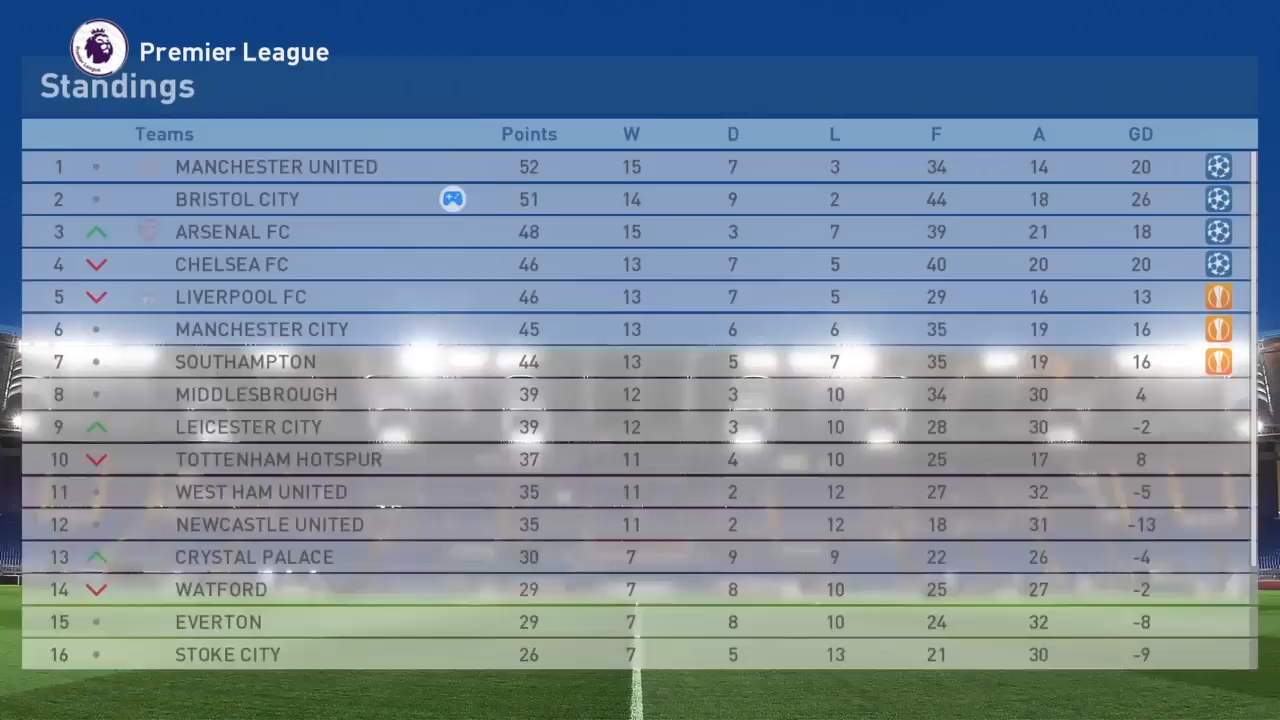 Premier League
Standings
Teams Points W D L F A GD
1 MANCHESTER UNITED 52 15 7 3 34 14 20
2 BRISTOL CITY 51 14 9 2 44 18 26
3 ARSENAL FC 48 15 3 7 39 21 18
4 CHELSEA FC 46 13 7 5 40 20 20
5 LIVERPOOL FC 46 13 7 5 29 16 13
6 MANCHESTER CITY 45 13 6 6 35 19 16
7 SOUTHAMPTON 44 13 5 7 35 19 16
8 MIDDLESBROUGH 39 12 3 10 34 30 4
9 LEICESTER CITY 39 12 3 10 28 30 -2
10 TOTTENHAM HOTSPUR 37 11 4 10 25 17 8
11 WEST HAM UNITED 35 11 2 12 27 32 -5
12 NEWCASTLE UNITED 35 11 2 12 18 31 -13
13 CRYSTAL PALACE 30 7 9 9 22 26 -4
14 WATFORD 29 7 8 10 25 27 -2
15 EVERTON 29 7 8 10 24 32 -8
16 STOKE CITY 26 7 5 13 21 30 -9